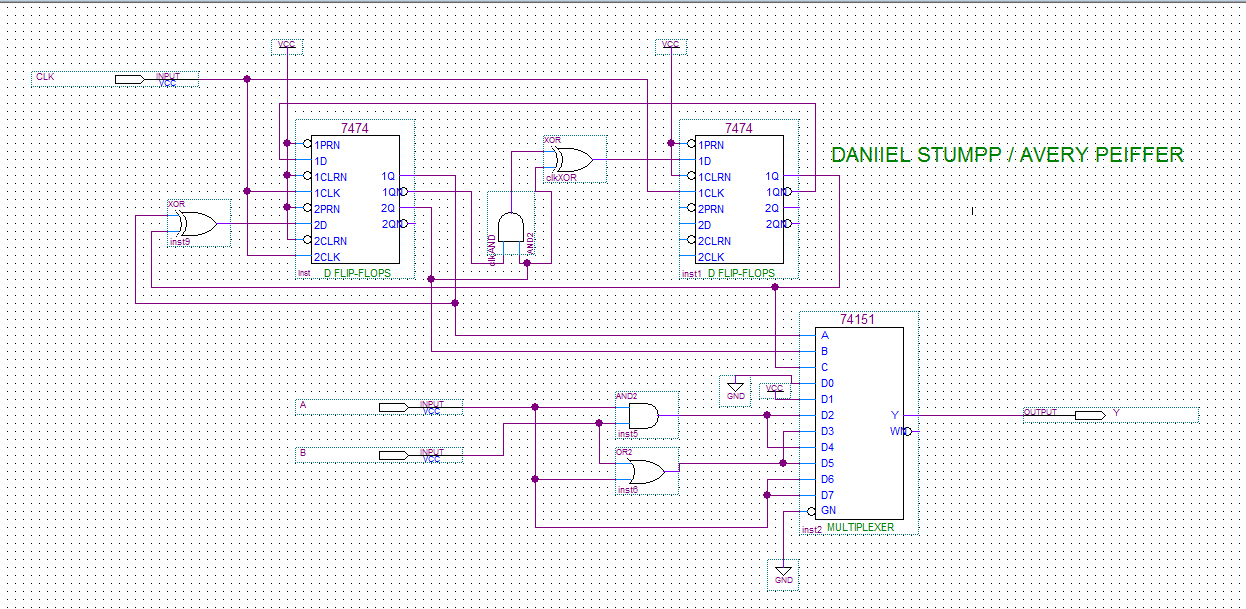 VCC
VCC
CLK
INPUT
VCC
7474
1PRN
1D
1CLRN
1CLK
2PRN
2D
2CLRN
2CLK
1Q
1QN
2Q
2QN
inst
D FLIP-FLOPS
XOR
inst9
XOR
clkXOR
clkAND
AND2
7474
1PRN
1D
1CLRN
1CLK
2PRN
2D
2CLRN
2CLK
1Q
1QN
2Q
2QN
inst1
D FLIP-FLOPS
DANIIEL STUMPP / AVERY PEIFFER
74151
A
B
C
D0
D1
D2
D3
D4
D5
D6
D7
GN
Y
WN
inst2
MULTIPLEXER
GND
VCC
A
INPUT
VCC
B
INPUT
VCC
AND2
inst5
OR2
inst6
OUTPUT
Y
GND